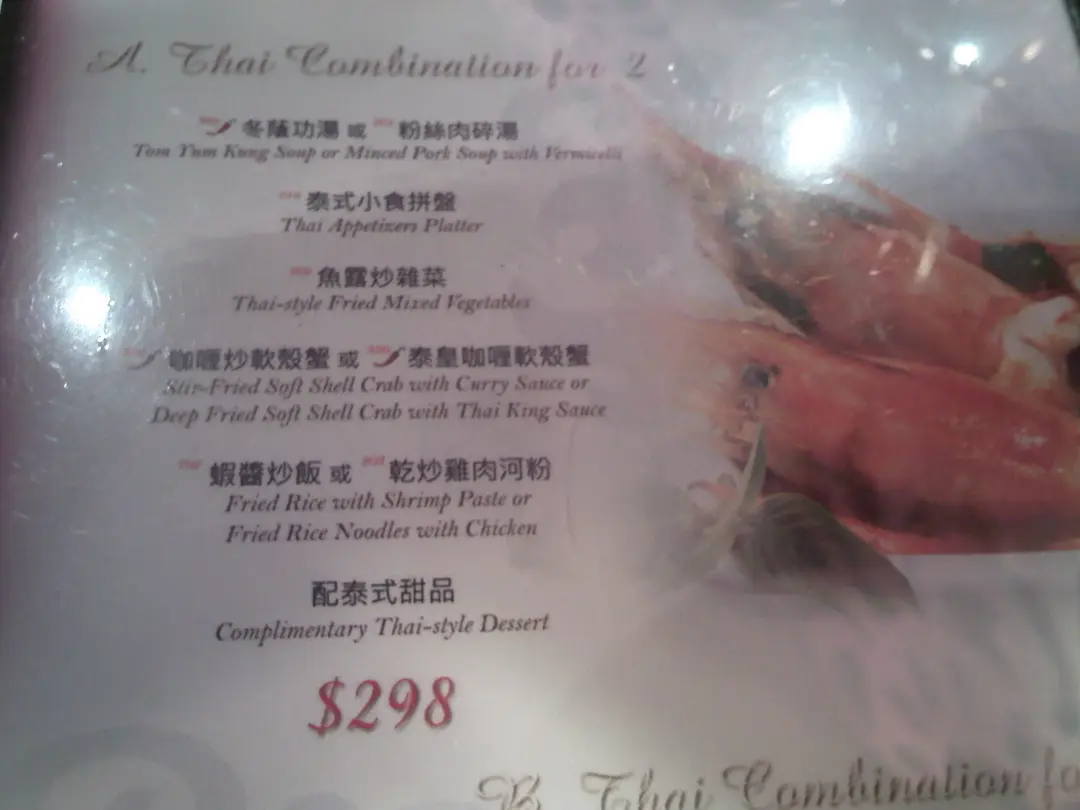 A. Thai Combination for 2
冬蔭功湯 或 粉絲肉碎湯
Tom Yum Kung Soup or Minced Pork Soup with Vermicelli
泰式小食拼盤
Thai Appetizers Platter
魚露炒雜菜
Thai-style Fried Mixed Vegetables
咖喱炒軟殼蟹 或 泰皇咖喱軟殼蟹
Stir-Fried Soft Shell Crab with Curry Sauce or
Deep Fried Soft Shell Crab with Thai King Sauce
蝦醬炒飯 或 乾炒雞肉河粉
Fried Rice with Shrimp Paste or
Fried Rice Noodles with Chicken
配泰式甜品
Complimentary Thai-style Dessert
$298
B. Thai Combination fo